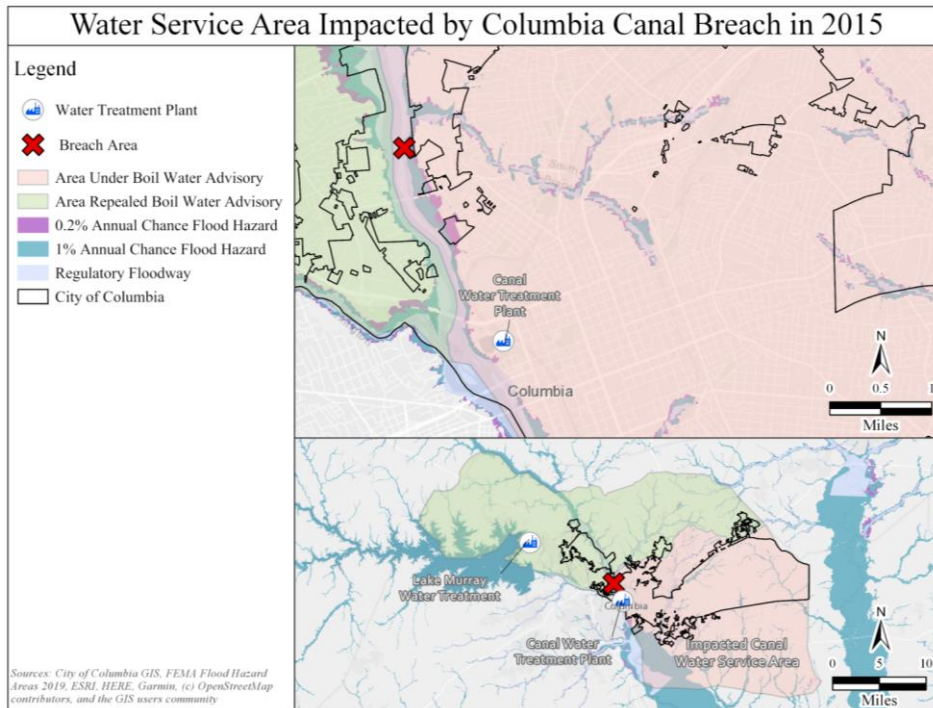 Water Service Area Impacted by Columbia Canal Breach in 2015
Legend
Water Treatment Plant
Breach Area
Area Under Boil Water Advisory
Area Repealed Boil Water Advisory
0.2% Annual Chance Flood Hazard
1% Annual Chance Flood Hazard
Regulatory Floodway
City of Columbia
Sources: City of Columbia GIS, FEMA Flood Hazard
Areas 2019, ESRI, HERE, Garmin, (c) OpenStreetMap
contributors, and the GIS users community
Canal
Water Treatment
Plant
Columbia
N
0 0.5 1
Miles
Lake Murray
Water Treatment
Columbia
Canal Water
Treatment Plant
Impacted Canal
Water Service Area
N
0 5 10
Miles